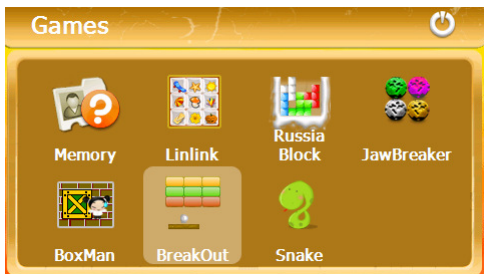 Games
Memory
Linlink
Russia
Block
JawBreaker
BoxMan
BreakOut
Snake